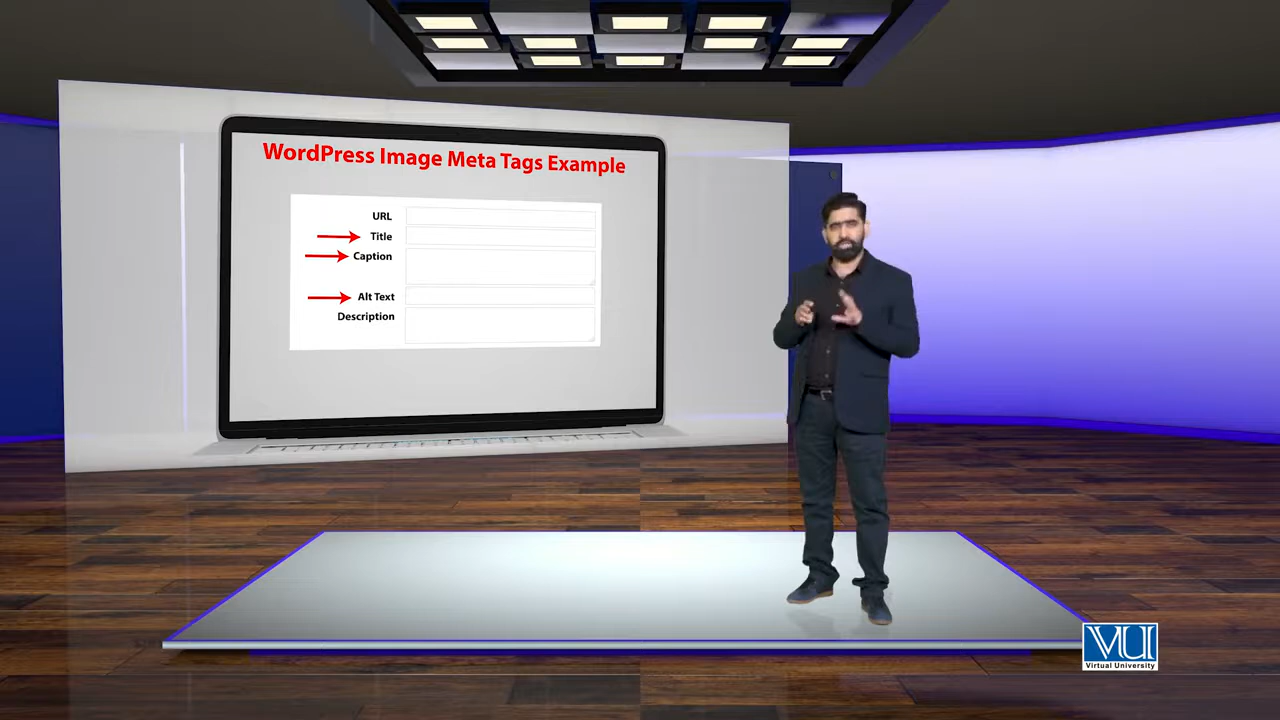 WordPress Image Meta Tags Example
URL
Title
Caption
Alt Text
Description
VU
Virtual University